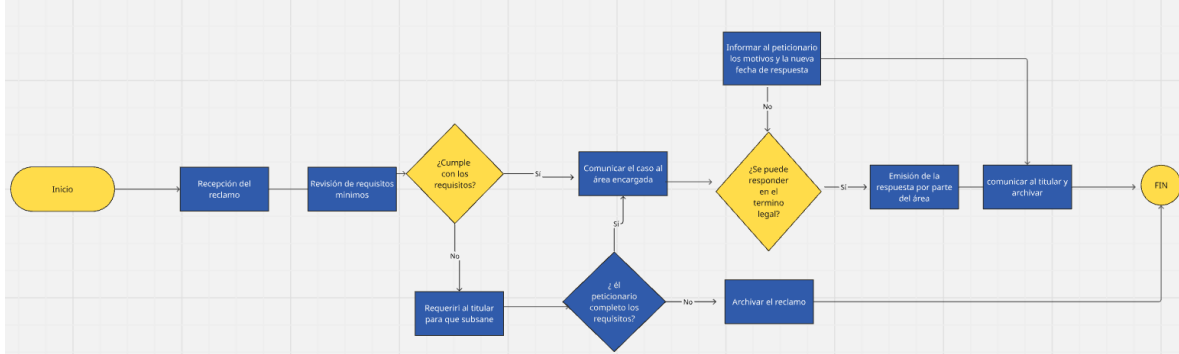 Inicio
Recepción del
reclamo
Revisión de requisitos
mínimos
¿Cumple
con los
requisitos?
Sí
No
Requeriri al titular
para que subsane
¿ él
peticionario
completo los
requisitos?
Sí
No
Archivar el reclamo
Comunicar el caso al
área encargada
¿Se puede
responder
en el
termino
legal?
No
Informar al peticionario
los motivos y la nueva
fecha de respuesta
Sí
Emisión de la
respuesta por parte
del área
comunicar al titular y
archivar
FIN